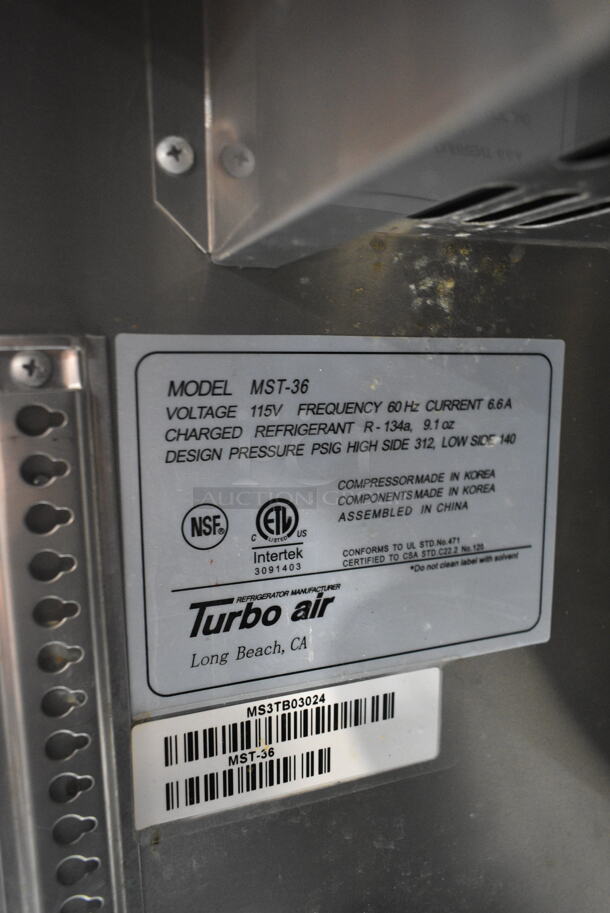 MODEL MST-36
VOLTAGE 115V FREQUENCY 60 Hz CURRENT 6.6 A
CHARGED REFRIGERANT R - 134a, 9.1 oz
DESIGN PRESSURE PSIG HIGH SIDE 312, LOW SIDE 140
COMPRESSOR MADE IN KOREA
COMPONENTS MADE IN KOREA
ASSEMBLED IN CHINA
NSF®
C ETL US
LISTED
Intertek
3091403
CONFORMS TO UL STD.No.471
CERTIFIED TO CSA STD.C22.2 No.120
*Do not clean label with solvent
REFRIGERATOR MANUFACTURER
Turbo air
Long Beach, CA
MS3TB03024
MST-36